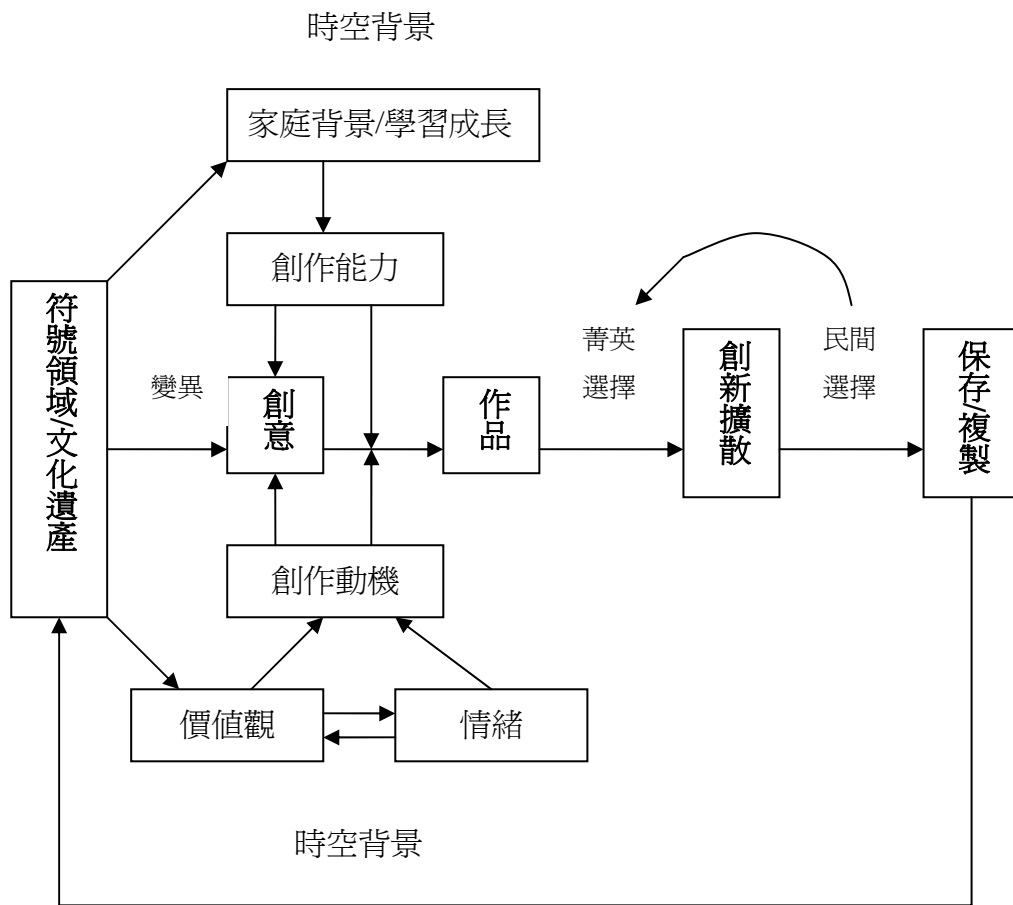 時空背景
家庭背景/學習成長
創作能力
符號領域/文化遺產
變異
創意
作品
菁英
選擇
創新擴散
民間
選擇
保存/複製
創作動機
價值觀
情緒
時空背景